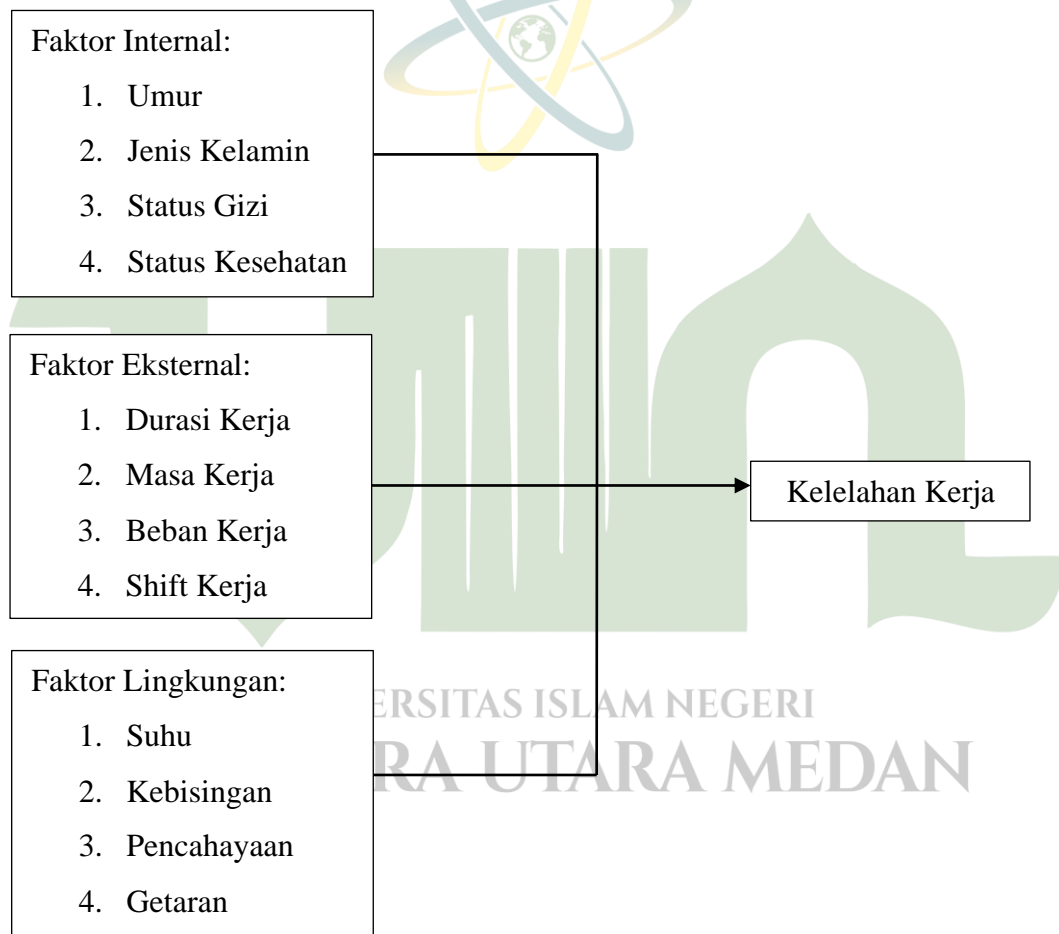 Faktor Internal:
1. Umur
2. Jenis Kelamin
3. Status Gizi
4. Status Kesehatan
Faktor Eksternal:
1. Durasi Kerja
2. Masa Kerja
3. Beban Kerja
4. Shift Kerja
Kelelahan Kerja
Faktor Lingkungan:
1. Suhu
2. Kebisingan
3. Pencahayaan
4. Getaran
ERSITAS ISLAM NEGERI
RA UTARA MEDAN